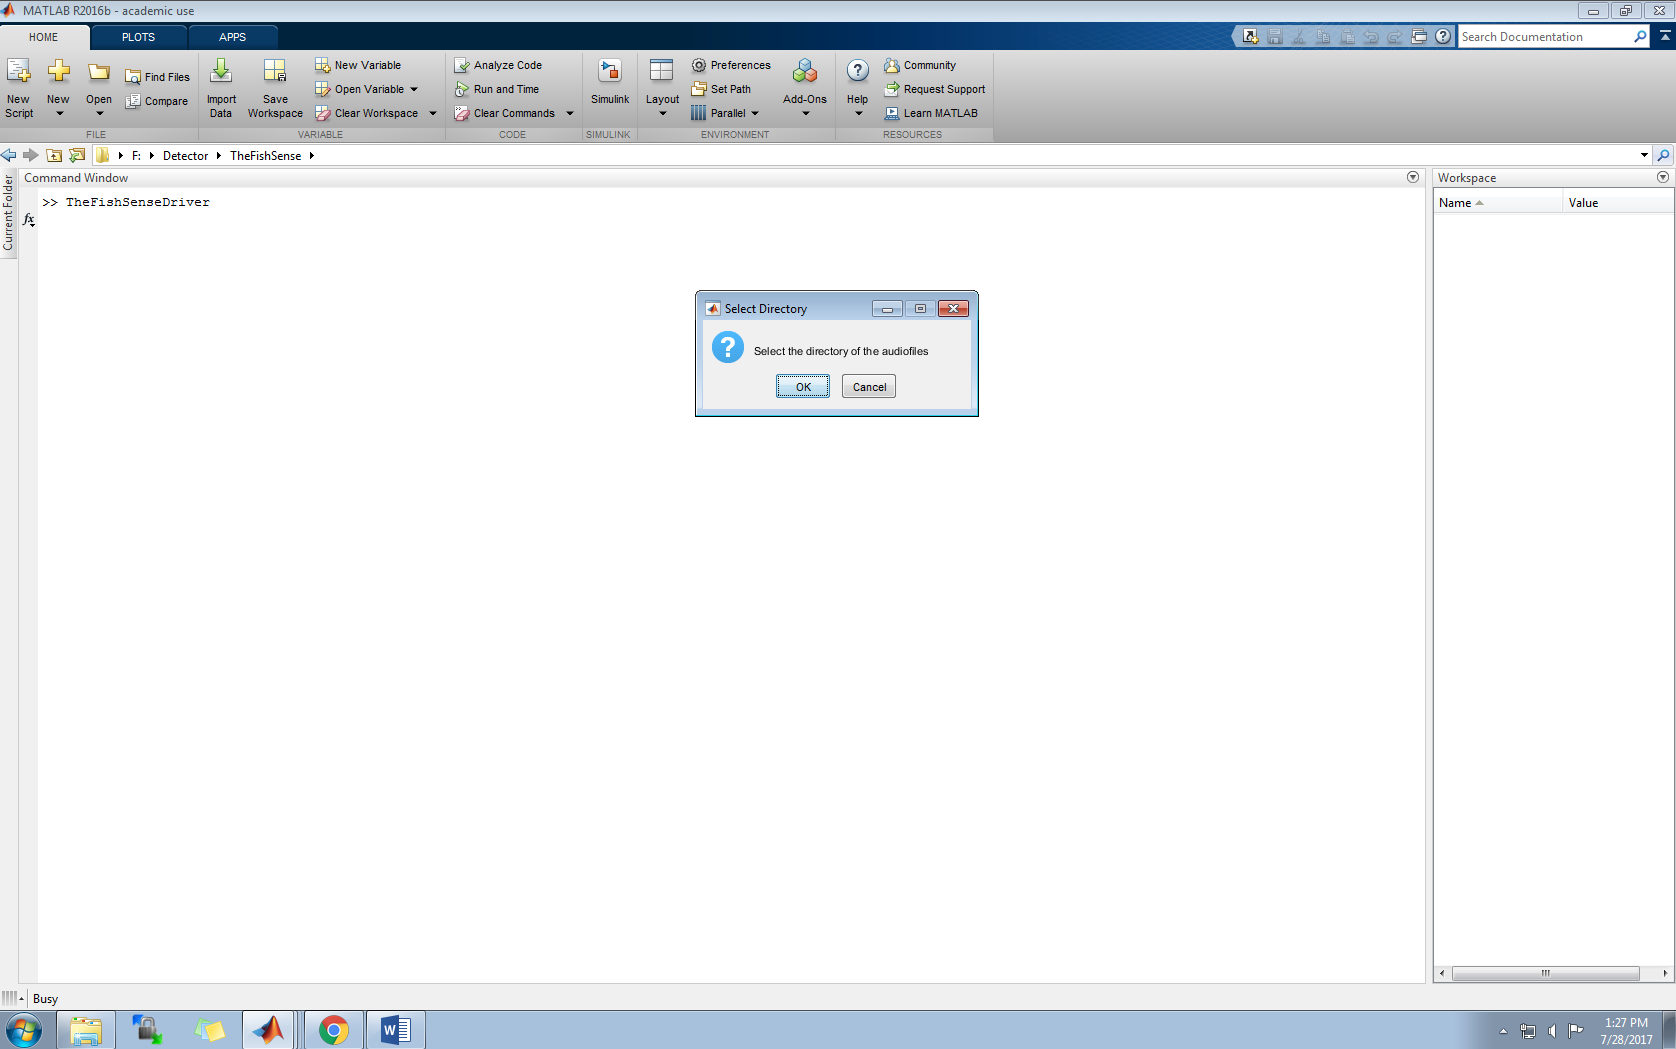 MATLAB R2016b - academic use
HOME
PLOTS
APPS
Search Documentation
New Script
New
Open
Find Files
Compare
FILE
Import Data
Save Workspace
New Variable
Open Variable
Clear Workspace
VARIABLE
Analyze Code
Run and Time
Clear Commands
CODE
Simulink
SIMULINK
Layout
Preferences
Set Path
Parallel
Add-Ons
ENVIRONMENT
Help
Community
Request Support
Learn MATLAB
RESOURCES
F: Detector TheFishSense
Current Folder
Command Window
>> TheFishSenseDriver
fx
Select Directory
Select the directory of the audiofiles
OK
Cancel
Workspace
Name
Value
Busy
1:27 PM
7/28/2017